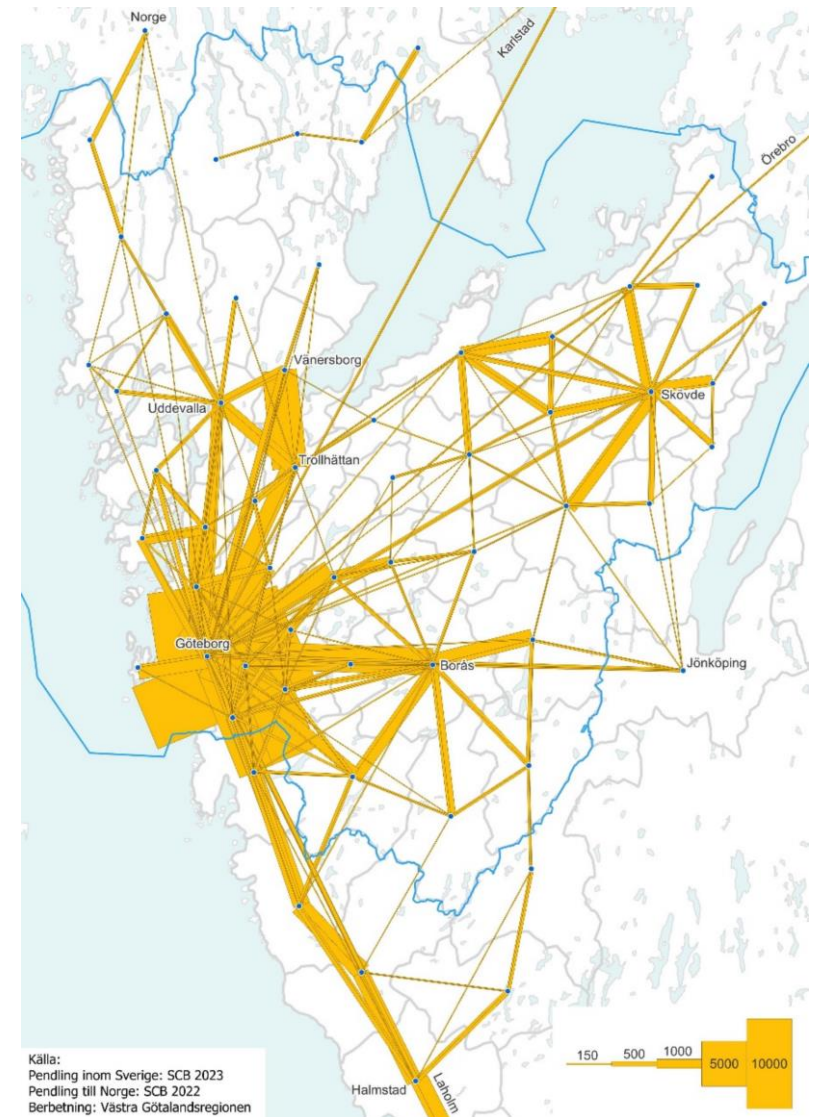 Norge
Karlstad
Örebro
Vänersborg
Uddevalla
Skövde
Trollhättan
Göteborg
Borås
Jönköping
150 500 1000 5000 10000
Halmstad
Laholm
Källa:
Pendling inom Sverige: SCB 2023
Pendling till Norge: SCB 2022
Berbetning: Västra Götalandsregionen